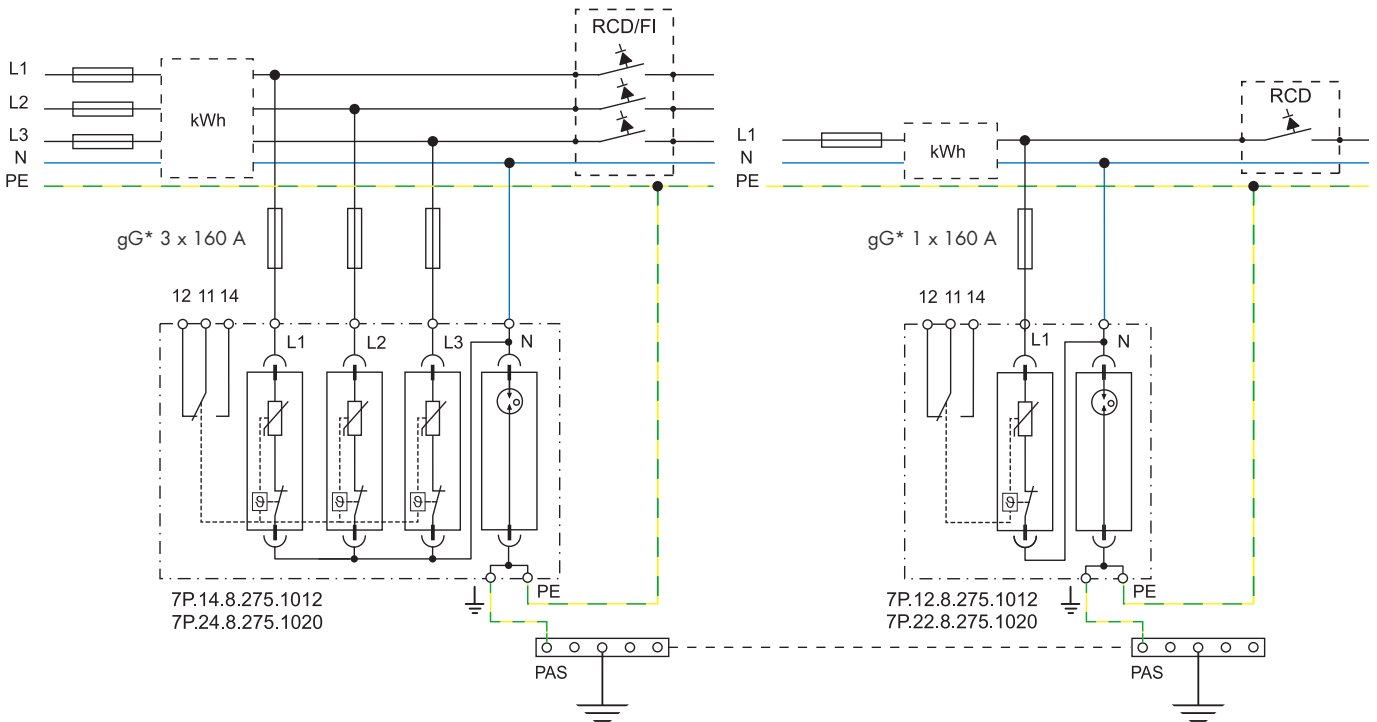 RCD/FI
L1
L2
L3
N
PE
kWh
gG* 3 x 160 A
12 11 14
L1 L2 L3 N
ϑ ϑ ϑ
PE
7P.14.8.275.1012
7P.24.8.275.1020
PAS
RCD
L1
N
PE
kWh
gG* 1 x 160 A
12 11 14
L1 N
ϑ
PE
7P.12.8.275.1012
7P.22.8.275.1020
PAS